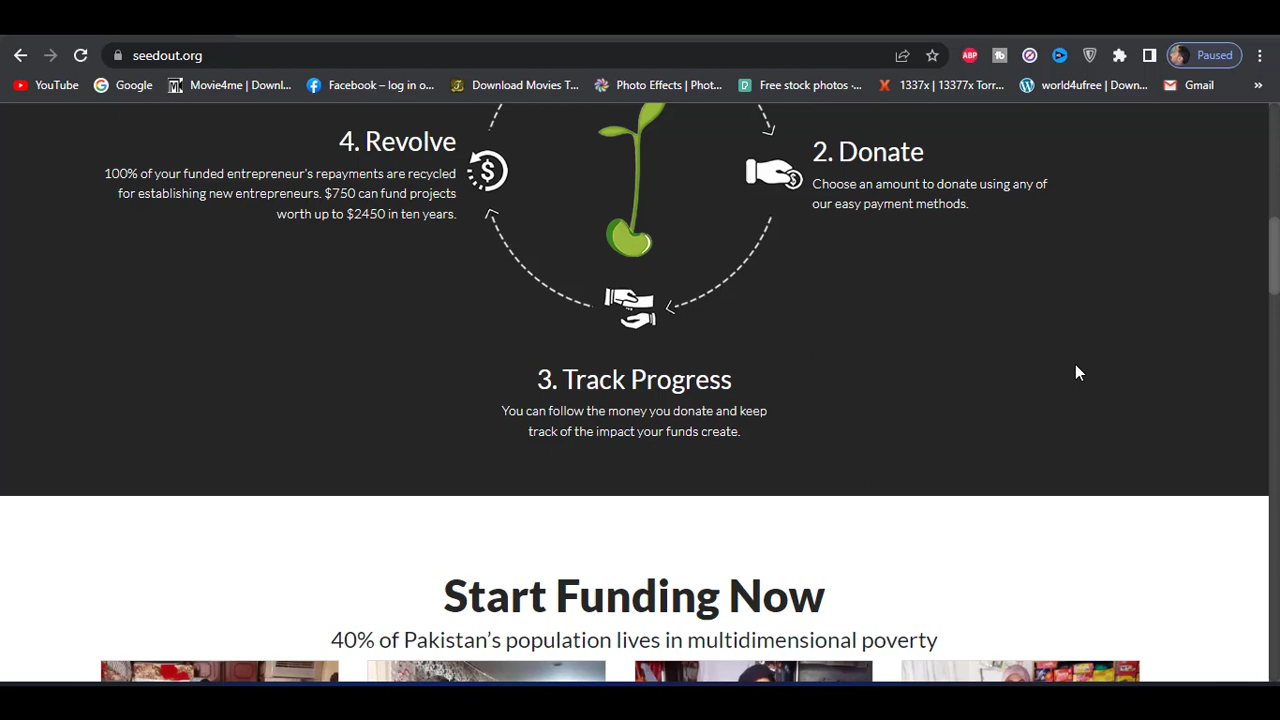 seedout.org
Paused
YouTube
Google
Movie4me | Downl...
Facebook – log in o...
Download Movies T...
Photo Effects | Phot...
Free stock photos -...
1337x | 13377x Torr...
world4ufree | Down...
Gmail
»
ABP
4. Revolve
100% of your funded entrepreneur's repayments are recycled
for establishing new entrepreneurs. $750 can fund projects
worth up to $2450 in ten years.
2. Donate
Choose an amount to donate using any of
our easy payment methods.
3. Track Progress
You can follow the money you donate and keep
track of the impact your funds create.
Start Funding Now
40% of Pakistan's population lives in multidimensional poverty